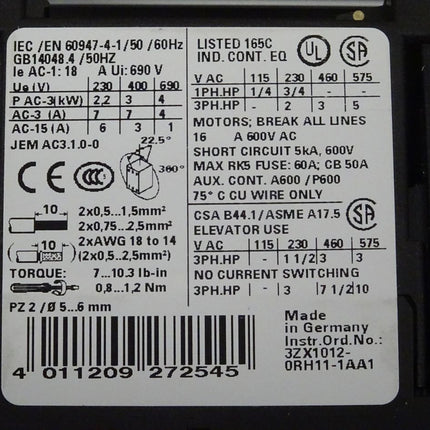 IEC /EN 60947-4-1/50 /60Hz
GB14048.4 /50HZ
Ie AC-1: 18 A Ui: 690 V
Ue (V) 230 400 690
P AC-3(kW) 2,2 3 4
AC-3 (A) 7 7 4
AC-15 (A) 6 3 1
JEM AC3.1.0-0
22.5°
360°
CE CCC
10 2x0,5...1,5mm²
2x0,75...2,5mm²
10 2xAWG 18 to 14
(2x0,5...2,5mm²)
TORQUE: 7...10.3 lb-in
0,8...1,2 Nm
PZ 2 / Ø 5...6 mm
4 011209 272545
LISTED 165C
IND. CONT. EQ
UL SA
V AC 115 230 460 575
1PH.HP 1/4 3/4 - -
3PH.HP - 2 3 5
MOTORS; BREAK ALL LINES
16 A 600V AC
SHORT CIRCUIT 5kA, 600V
MAX RK5 FUSE: 60A; CB 50A
AUX. CONT. A600 /P600
75° C CU WIRE ONLY
CSA B44.1/ASME A17.5
ELEVATOR USE
SA
V AC 115 230 460 575
3PH.HP - 1 1/2 3 3
NO CURRENT SWITCHING
3PH.HP - 3 7 1/2 10
Made
in Germany
Instr.Ord.No.:
3ZX1012-
0RH11-1AA1